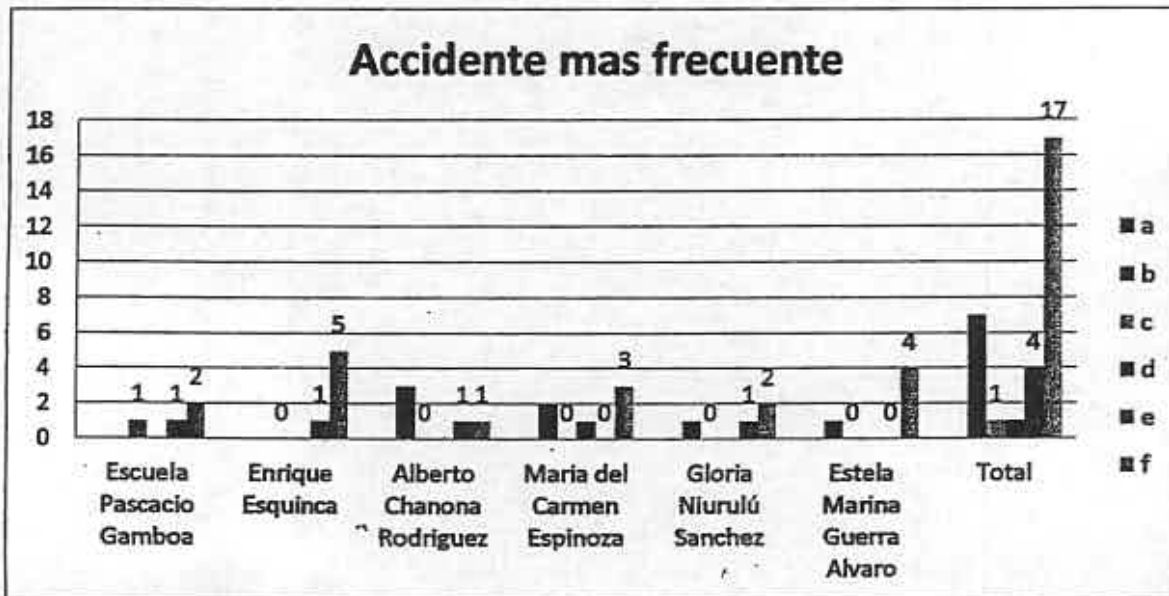 Accidente mas frecuente
18
16
14
12
10
8
6
4
2
0
1 1 2
0 1 5
0 1 1
0 0 3
0 1 2
0 0 4
1 4 17
Escuela Pascacio Gamboa
Enrique Esquinca
Alberto Chanona Rodriguez
Maria del Carmen Espinoza
Gloria Niurulú Sanchez
Estela Marina Guerra Alvaro
Total
a
b
c
d
e
f